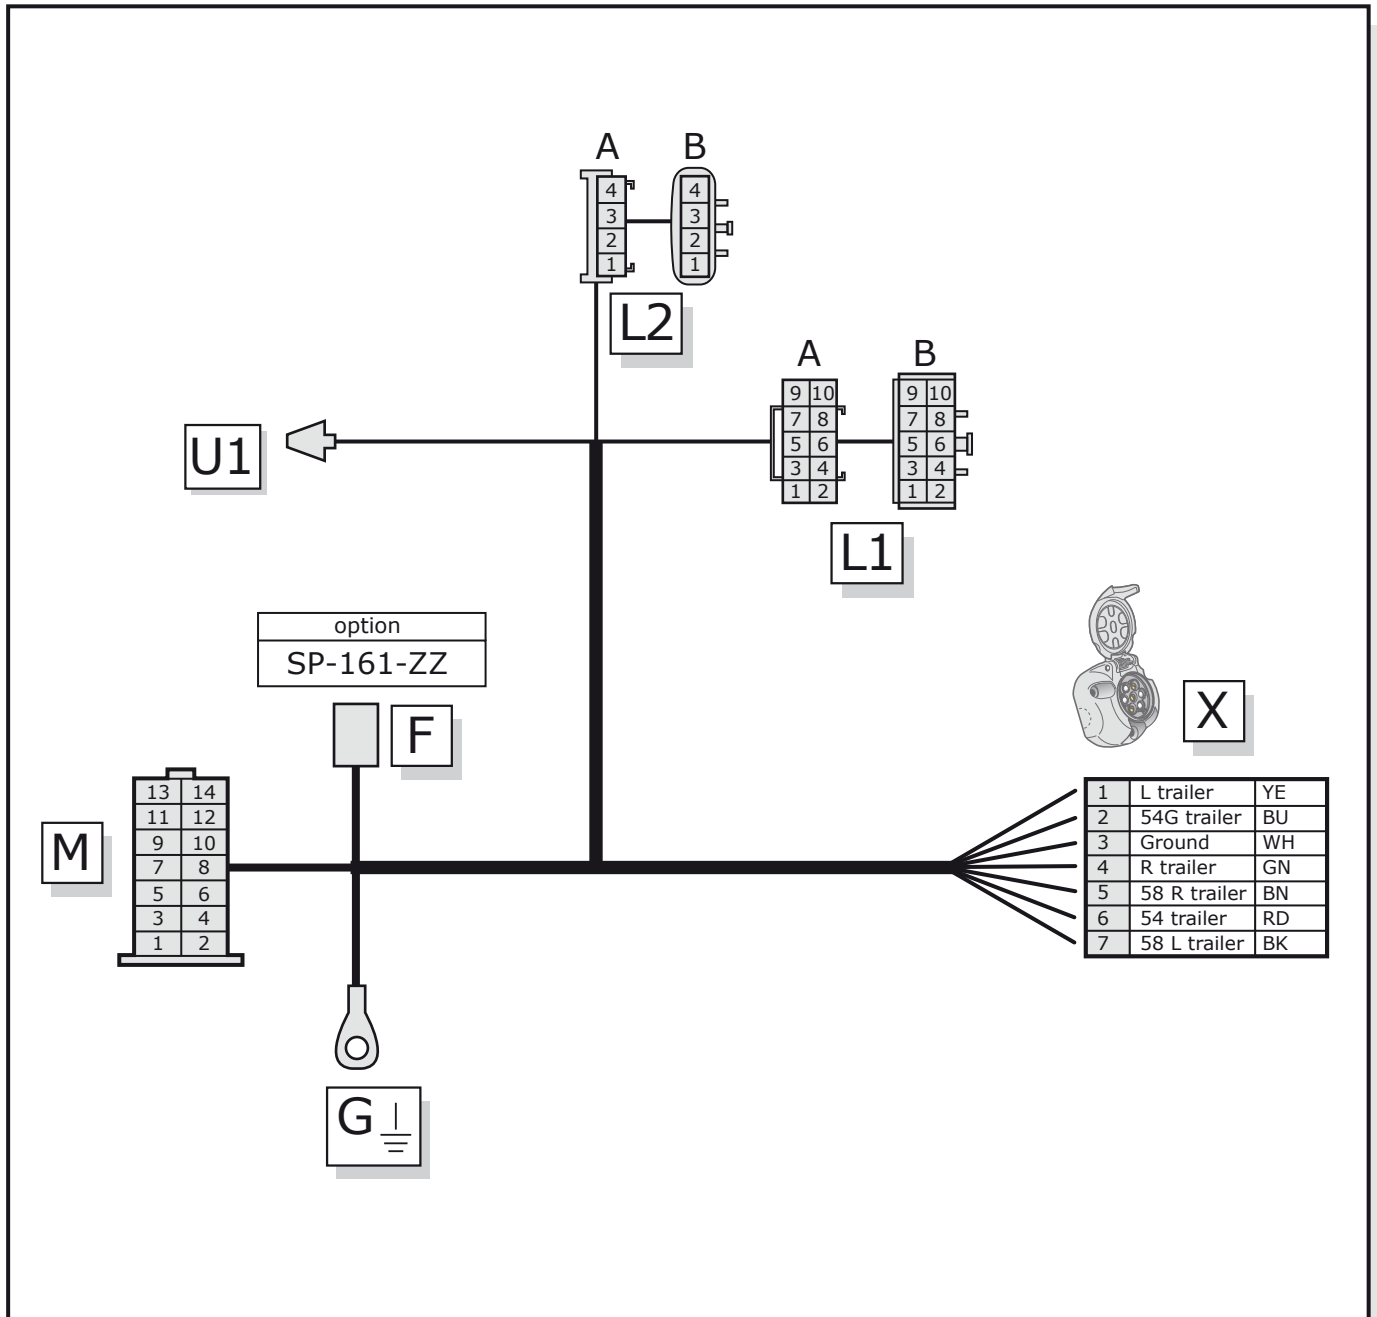 A B
4 4
3 3
2 2
1 1
L2
A B
9 10 9 10
7 8 7 8
5 6 5 6
3 4 3 4
1 2 1 2
U1
L1
option
SP-161-ZZ
F
X
M
13 14
11 12
9 10
7 8
5 6
3 4
1 2
1 L trailer YE
2 54G trailer BU
3 Ground WH
4 R trailer GN
5 58 R trailer BN
6 54 trailer RD
7 58 L trailer BK
G